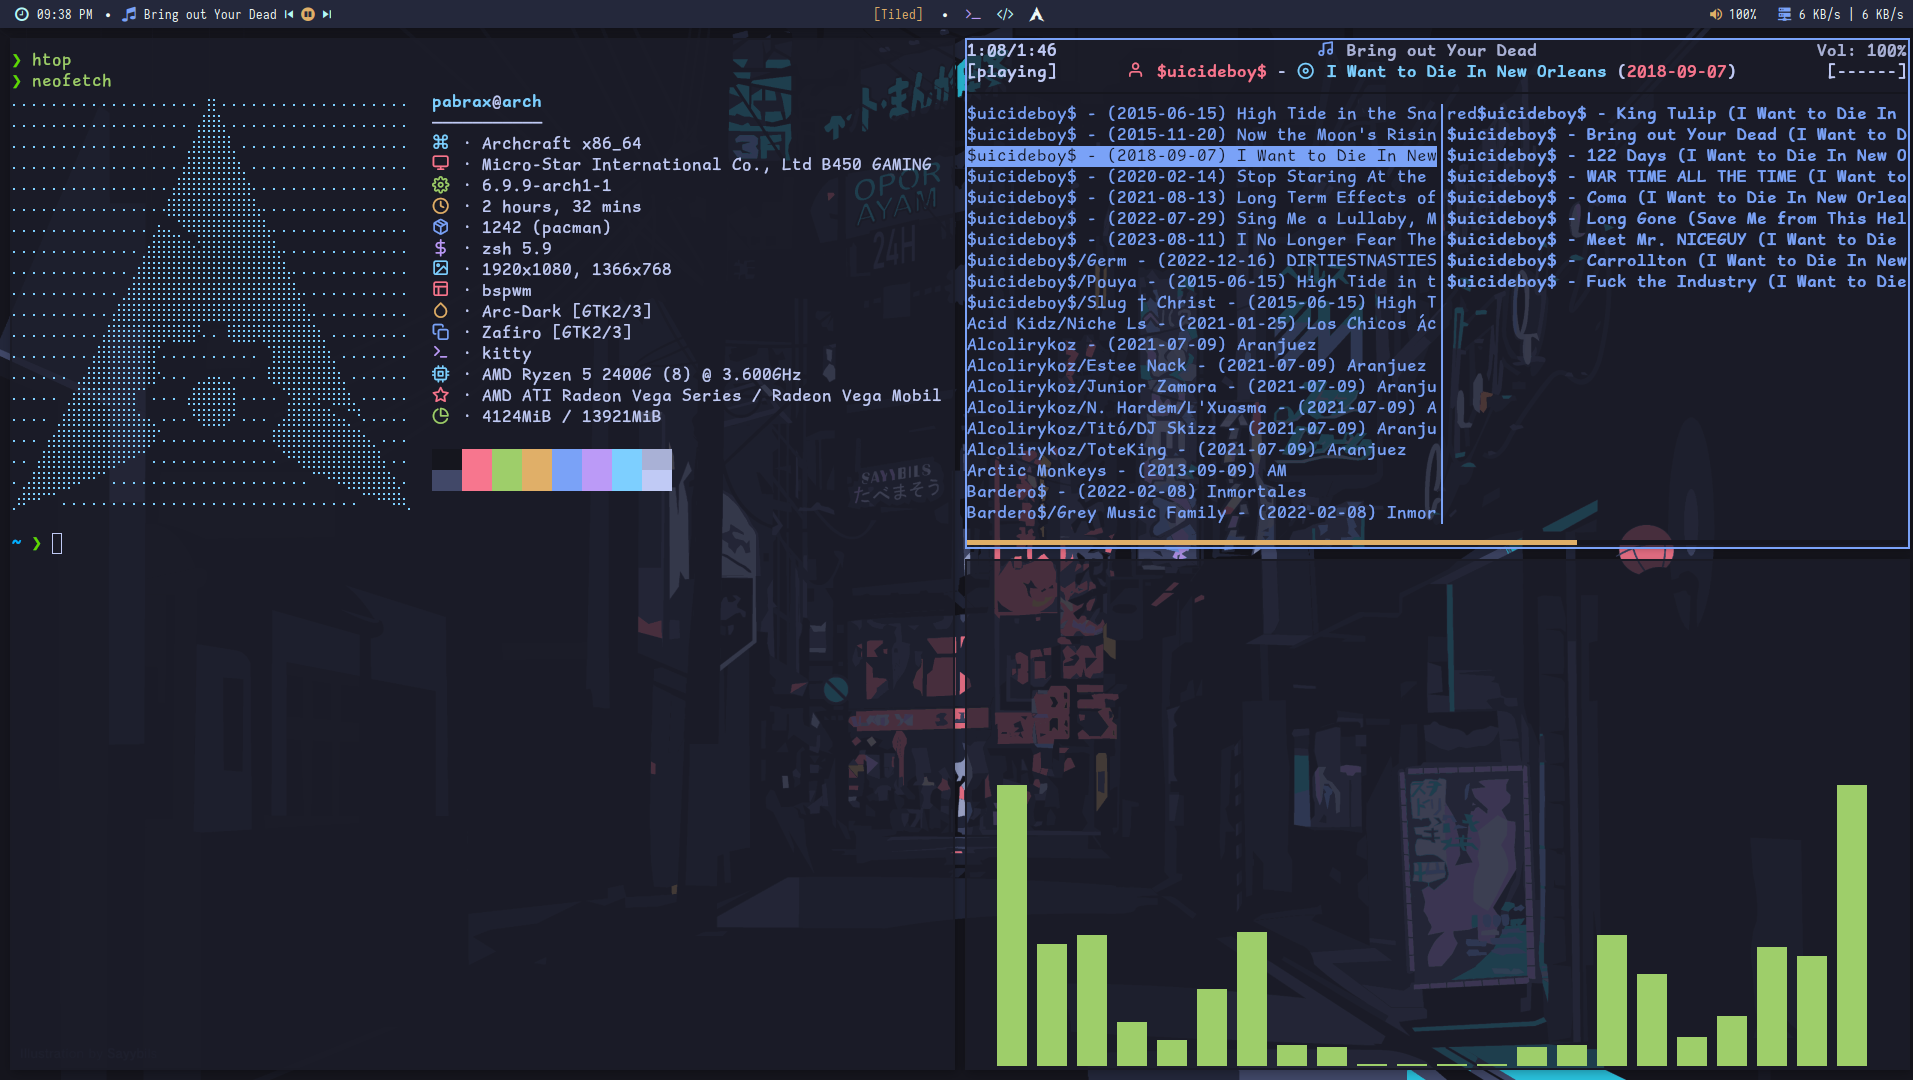 09:38 PM • Bring out Your Dead
[Tiled] • >_ </>
100% 6 KB/s | 6 KB/s
❯ htop
❯ neofetch
pabrax@arch
· Archcraft x86_64
· Micro-Star International Co., Ltd B450 GAMING
· 6.9.9-arch1-1
· 2 hours, 32 mins
· 1242 (pacman)
· zsh 5.9
· 1920x1080, 1366x768
· bspwm
· Arc-Dark [GTK2/3]
· Zafiro [GTK2/3]
· kitty
· AMD Ryzen 5 2400G (8) @ 3.600GHz
· AMD ATI Radeon Vega Series / Radeon Vega Mobil
· 4124MiB / 13921MiB
~ ❯
1:08/1:46 Bring out Your Dead Vol: 100%
[playing] $uicideboy$ - I Want to Die In New Orleans (2018-09-07) [------]
$uicideboy$ - (2015-06-15) High Tide in the Sna
$uicideboy$ - (2015-11-20) Now the Moon's Risin
$uicideboy$ - (2018-09-07) I Want to Die In New
$uicideboy$ - (2020-02-14) Stop Staring At the
$uicideboy$ - (2021-08-13) Long Term Effects of
$uicideboy$ - (2022-07-29) Sing Me a Lullaby, M
$uicideboy$ - (2023-08-11) I No Longer Fear The
$uicideboy$/Germ - (2022-12-16) DIRTIESTNASTIES
$uicideboy$/Pouya - (2015-06-15) High Tide in t
$uicideboy$/Slug † Christ - (2015-06-15) High T
Acid Kidz/Niche Ls - (2021-01-25) Los Chicos Ác
Alcolirykoz - (2021-07-09) Aranjuez
Alcolirykoz/Estee Nack - (2021-07-09) Aranjuez
Alcolirykoz/Junior Zamora - (2021-07-09) Aranju
Alcolirykoz/N. Hardem/L'Xuasma - (2021-07-09) A
Alcolirykoz/Titó/DJ Skizz - (2021-07-09) Aranju
Alcolirykoz/ToteKing - (2021-07-09) Aranjuez
Arctic Monkeys - (2013-09-09) AM
Bardero$ - (2022-02-08) Inmortales
Bardero$/Grey Music Family - (2022-02-08) Inmor
red$uicideboy$ - King Tulip (I Want to Die In
$uicideboy$ - Bring out Your Dead (I Want to D
$uicideboy$ - 122 Days (I Want to Die In New O
$uicideboy$ - WAR TIME ALL THE TIME (I Want to
$uicideboy$ - Coma (I Want to Die In New Orlea
$uicideboy$ - Long Gone (Save Me from This Hel
$uicideboy$ - Meet Mr. NICEGUY (I Want to Die
$uicideboy$ - Carrollton (I Want to Die In New
$uicideboy$ - Fuck the Industry (I Want to Die
OPOR
AYAM
24H
SAVYBILS
たべまそう